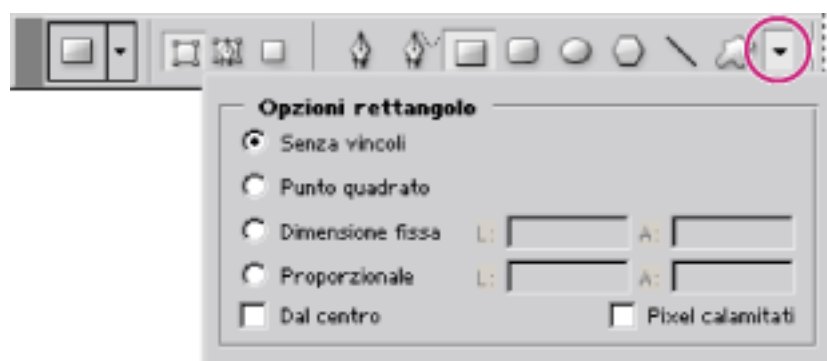 Opzioni rettangolo
Senza vincoli
Punto quadrato
Dimensione fissa L: A:
Proporzionale L: A:
Dal centro Pixel calamitati